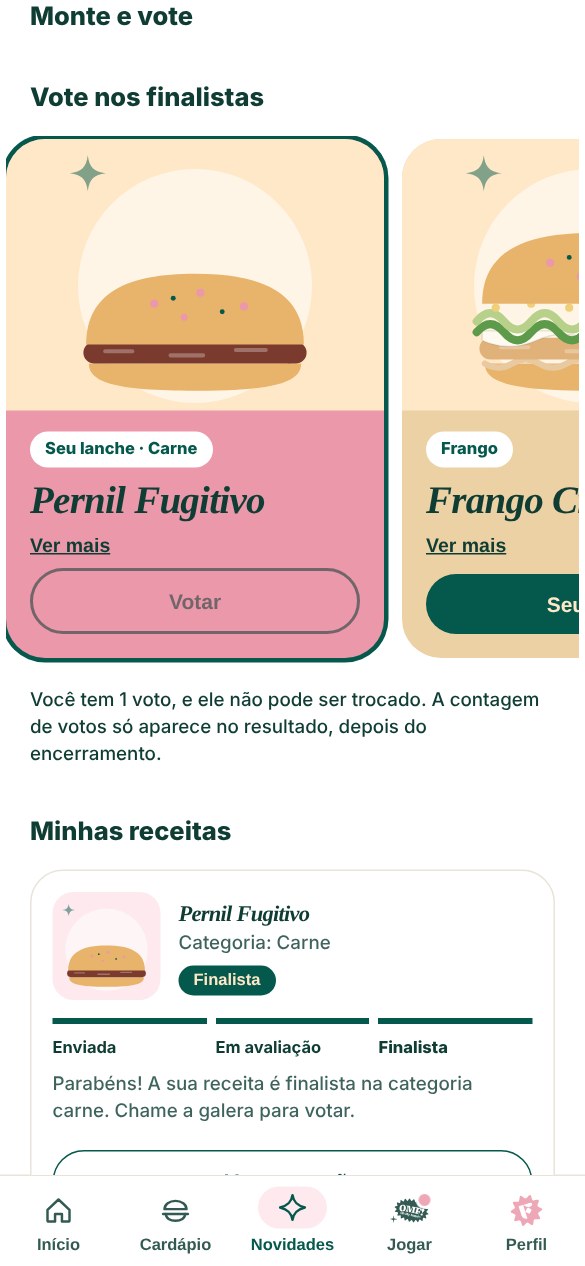 Monte e vote
Vote nos finalistas
Seu lanche · Carne
Pernil Fugitivo
Ver mais
Votar
Frango
Frango
Ver mais
Você tem 1 voto, e ele não pode ser trocado. A contagem
de votos só aparece no resultado, depois do
encerramento.
Minhas receitas
Pernil Fugitivo
Categoria: Carne
Finalista
Enviada
Em avaliação
Finalista
Parabéns! A sua receita é finalista na categoria
carne. Chame a galera para votar.
Início
Cardápio
Novidades
OMG!
Jogar
Perfil